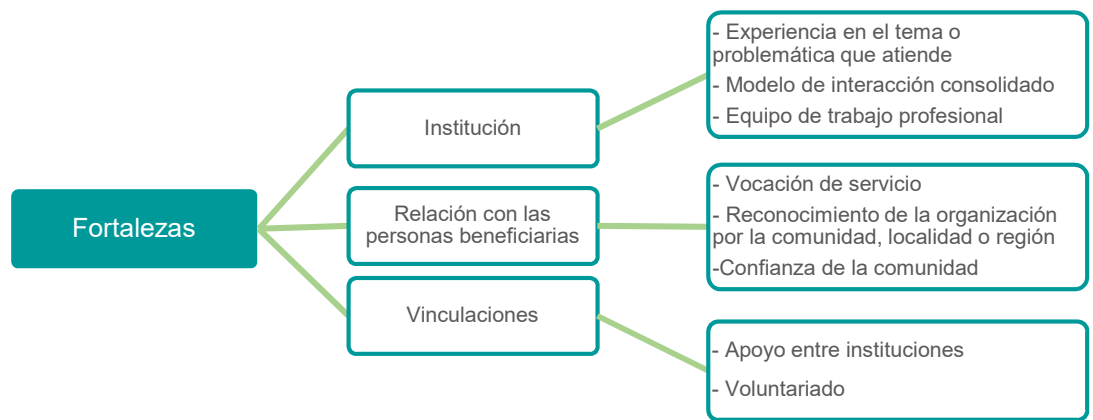 Fortalezas
Institución
- Experiencia en el tema o
problemática que atiende
- Modelo de interacción consolidado
- Equipo de trabajo profesional
Relación con las
personas beneficiarias
- Vocación de servicio
- Reconocimiento de la organización
por la comunidad, localidad o región
-Confianza de la comunidad
Vinculaciones
- Apoyo entre instituciones
- Voluntariado